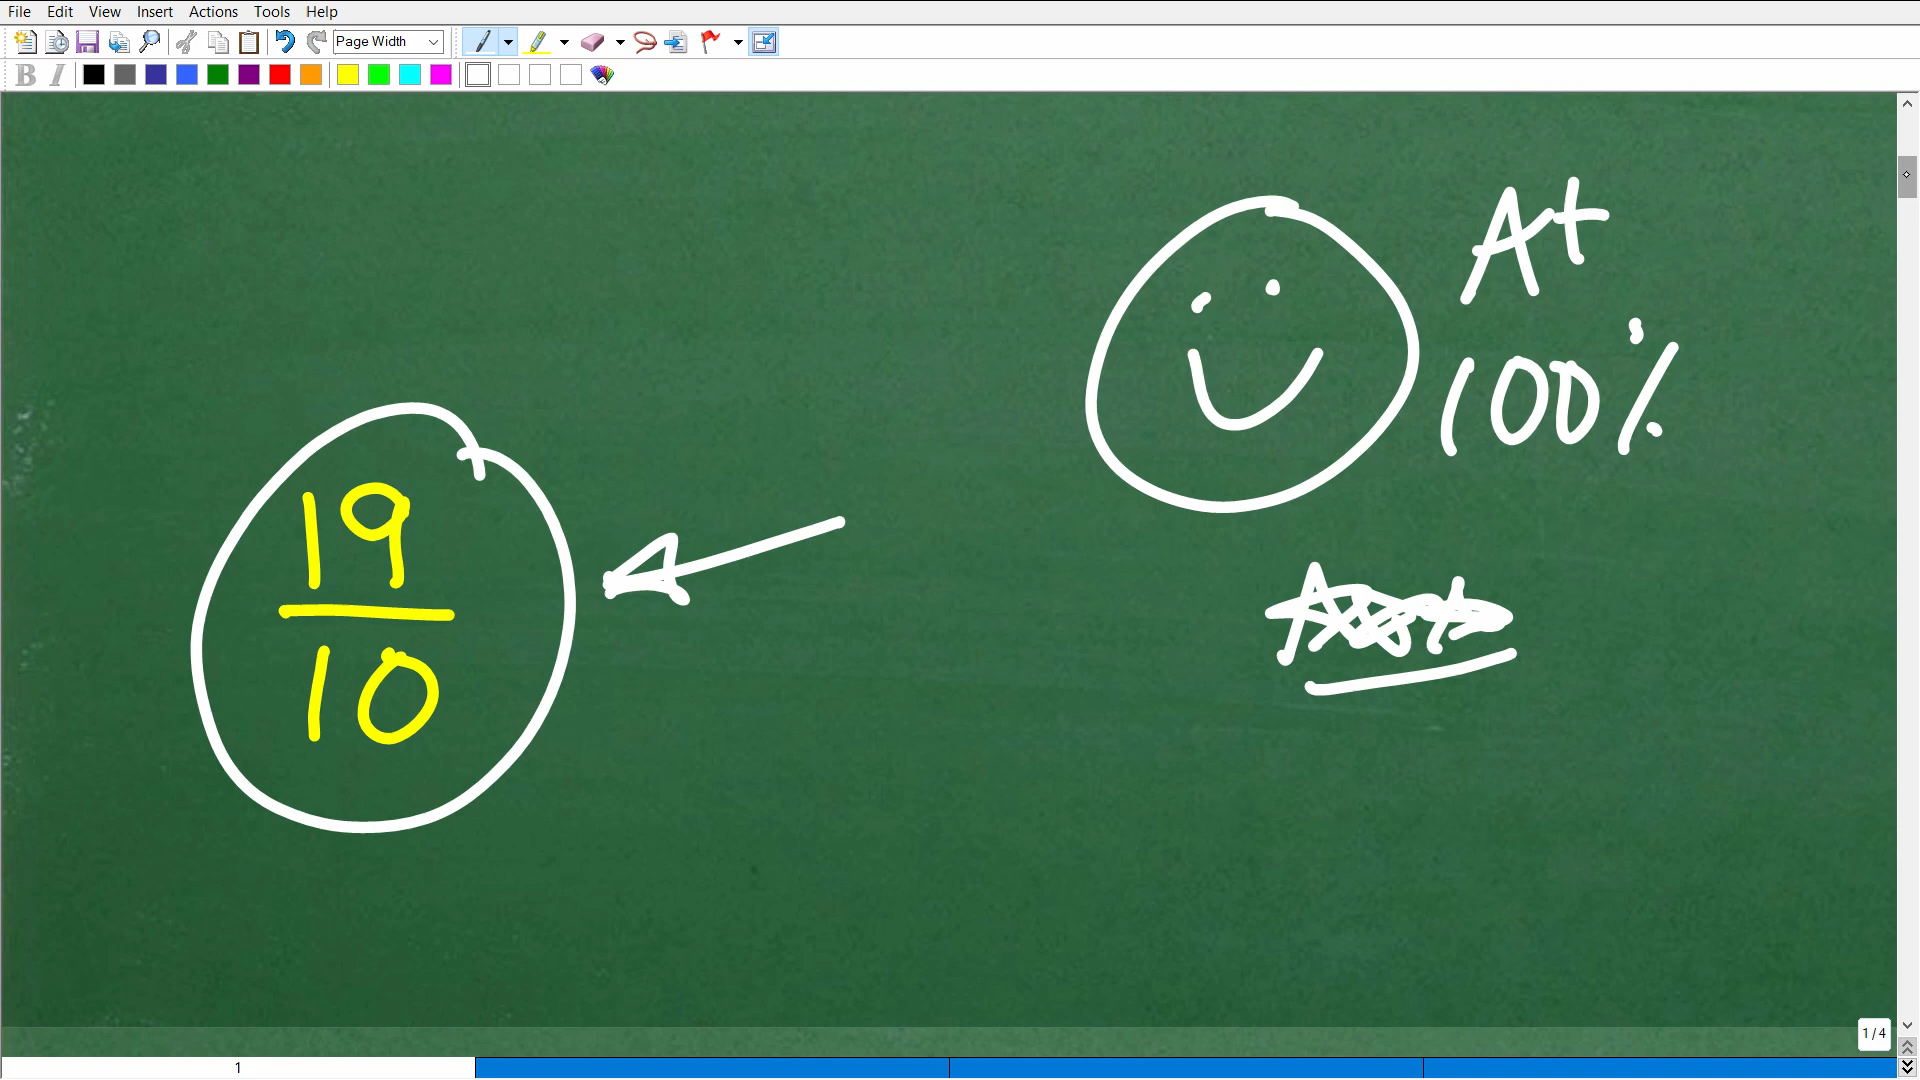 File Edit View Insert Actions Tools Help
Page Width
B I
A+
100%
19
10
1/4
1